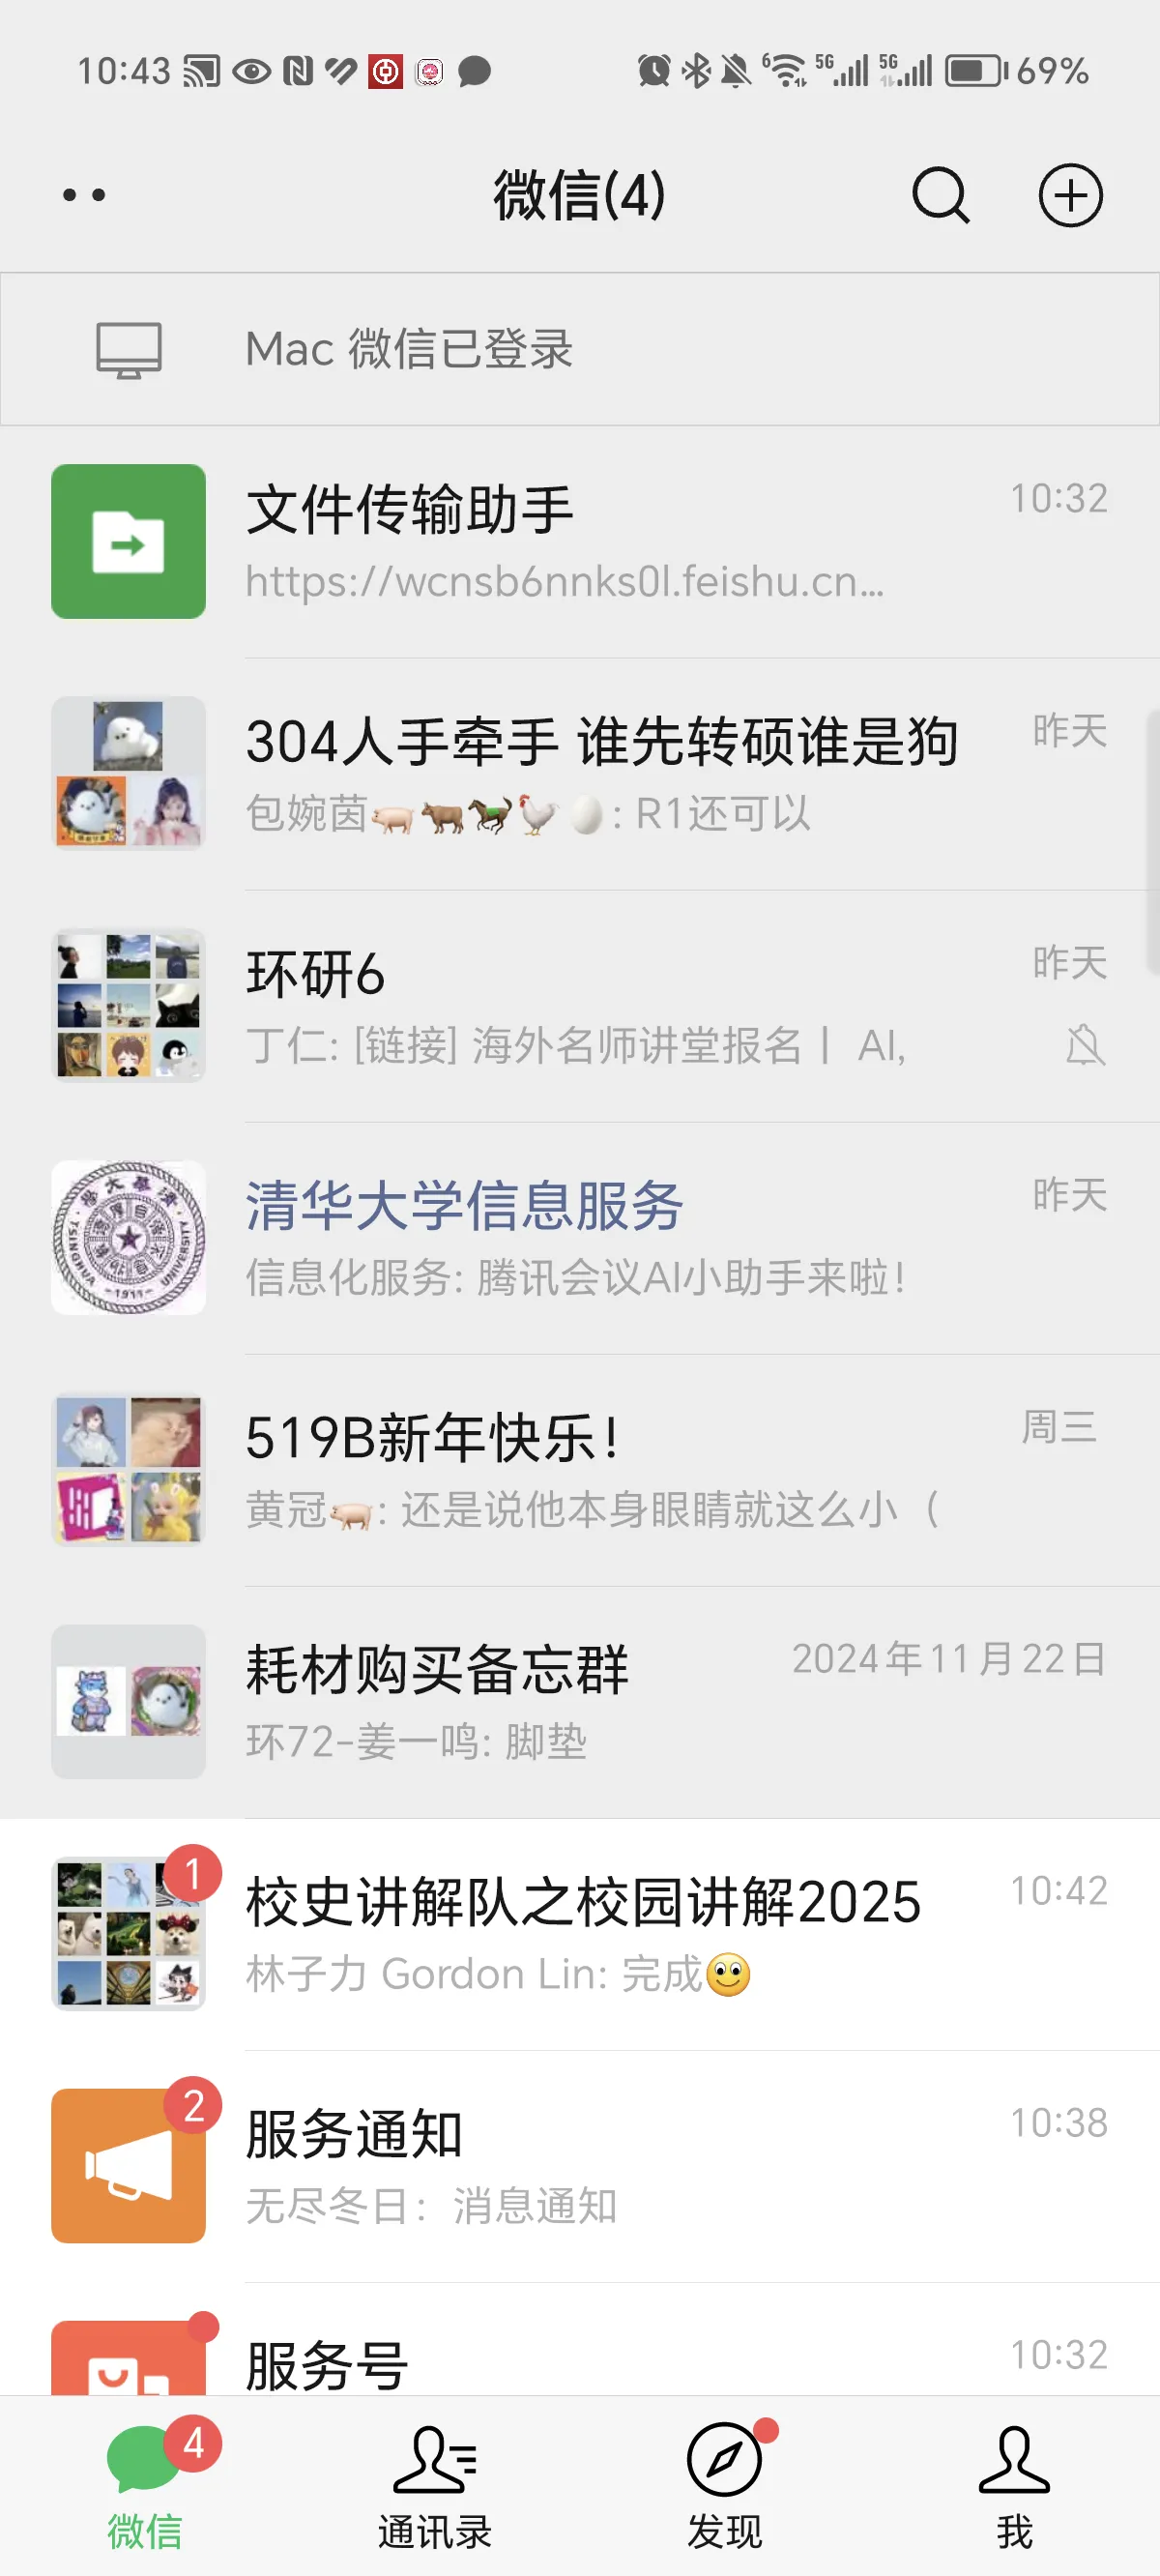 10:43
6 5G 5G 69%
微信(4)
Mac 微信已登录
文件传输助手 10:32
https://wcnsb6nnks0l.feishu.cn...
304人手牵手 谁先转硕谁是狗 昨天
包婉茵🐖🐂🐎🐓🥚: R1还可以
环研6 昨天
丁仁: [链接] 海外名师讲堂报名丨 AI,
清华大学信息服务 昨天
TSINGHUA UNIVERSITY
-1911-
信息化服务: 腾讯会议AI小助手来啦!
519B新年快乐! 周三
黄冠🐖: 还是说他本身眼睛就这么小（
耗材购买备忘群 2024年11月22日
环72-姜一鸣: 脚垫
1
校史讲解队之校园讲解2025 10:42
林子力 Gordon Lin: 完成🙂
2
服务通知 10:38
无尽冬日：消息通知
服务号 10:32
4
微信 通讯录 发现 我